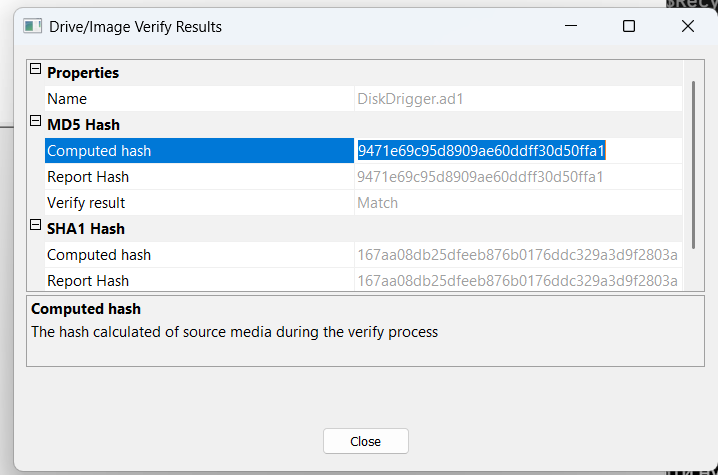 $Recy
Drive/Image Verify Results
Properties
Name DiskDrigger.ad1
MD5 Hash
Computed hash 9471e69c95d8909ae60ddff30d50ffa1
Report Hash 9471e69c95d8909ae60ddff30d50ffa1
Verify result Match
SHA1 Hash
Computed hash 167aa08db25dfeeb876b0176ddc329a3d9f2803a
Report Hash 167aa08db25dfeeb876b0176ddc329a3d9f2803a
Computed hash
The hash calculated of source media during the verify process
Close